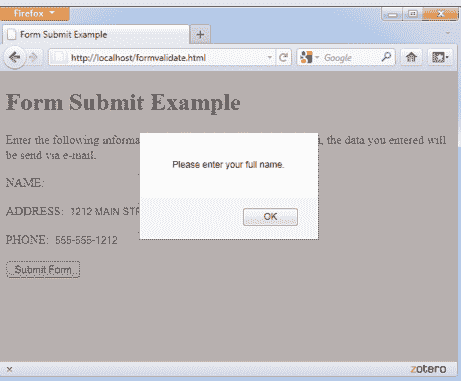 Firefox
Form Submit Example
+
http://localhost/formvalidate.html
Google
Form Submit Example
Enter the following informa
, the data you entered will
be send via e-mail.
Please enter your full name.
NAME:
ADDRESS: 1212 MAIN STR
OK
PHONE: 555-555-1212
Submit Form
× zotero